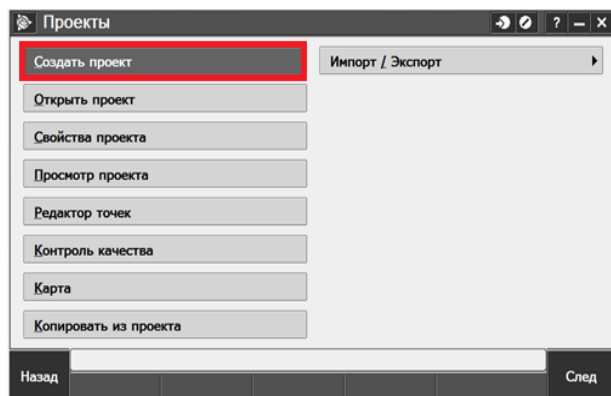 Проекты
? – X
Создать проект
Импорт / Экспорт
Открыть проект
Свойства проекта
Просмотр проекта
Редактор точек
Контроль качества
Карта
Копировать из проекта
Назад
След